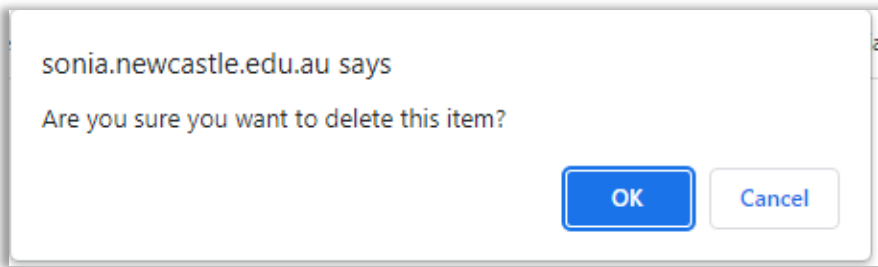 sonia.newcastle.edu.au says
Are you sure you want to delete this item?
OK
Cancel